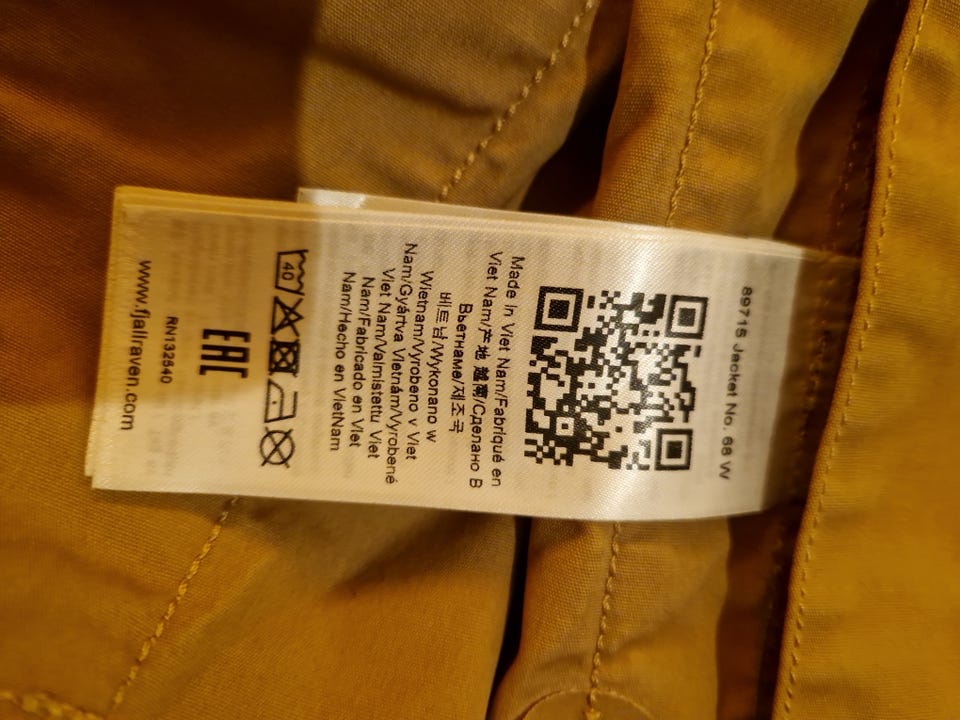 89715 Jacket No. 68 W
Made in Viet Nam/Fabriqué en
Viet Nam/产地 越南/Сделано В
Вьетнаме/제조국
베트남/Wykonano w
Wietnam/Vyrobeno v Viet
Nam/Gyártva Vietnám/Vyrobené
Viet Nam/Valmistettu Viet
Nam/Fabricado en Viet
Nam/Hecho en VietNam
40
EAC
RN132640
www.fjallraven.com